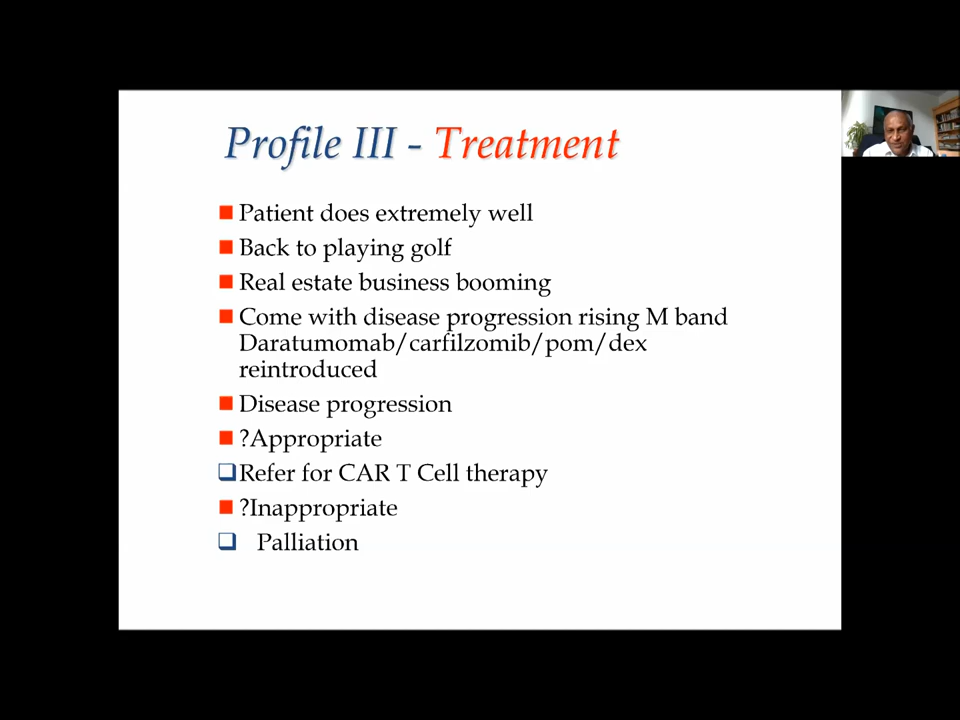 Profile III - Treatment
Patient does extremely well
Back to playing golf
Real estate business booming
Come with disease progression rising M band
Daratumomab/carfilzomib/pom/dex
reintroduced
Disease progression
?Appropriate
Refer for CAR T Cell therapy
?Inappropriate
Palliation